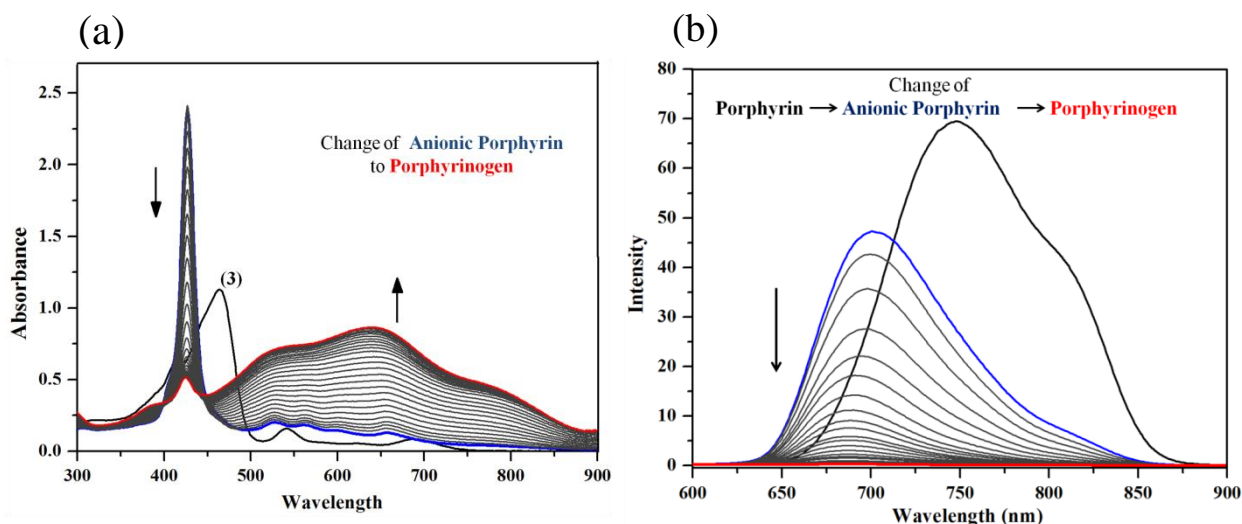 (a)
2.5
2.0
1.5
1.0
0.5
0.0
Absorbance
Change of Anionic Porphyrin
to Porphyrinogen
(3)
300 400 500 600 700 800 900
Wavelength
(b)
80
70
60
50
40
30
20
10
0
Intensity
Change of
Porphyrin → Anionic Porphyrin → Porphyrinogen
600 650 700 750 800 850 900
Wavelength (nm)